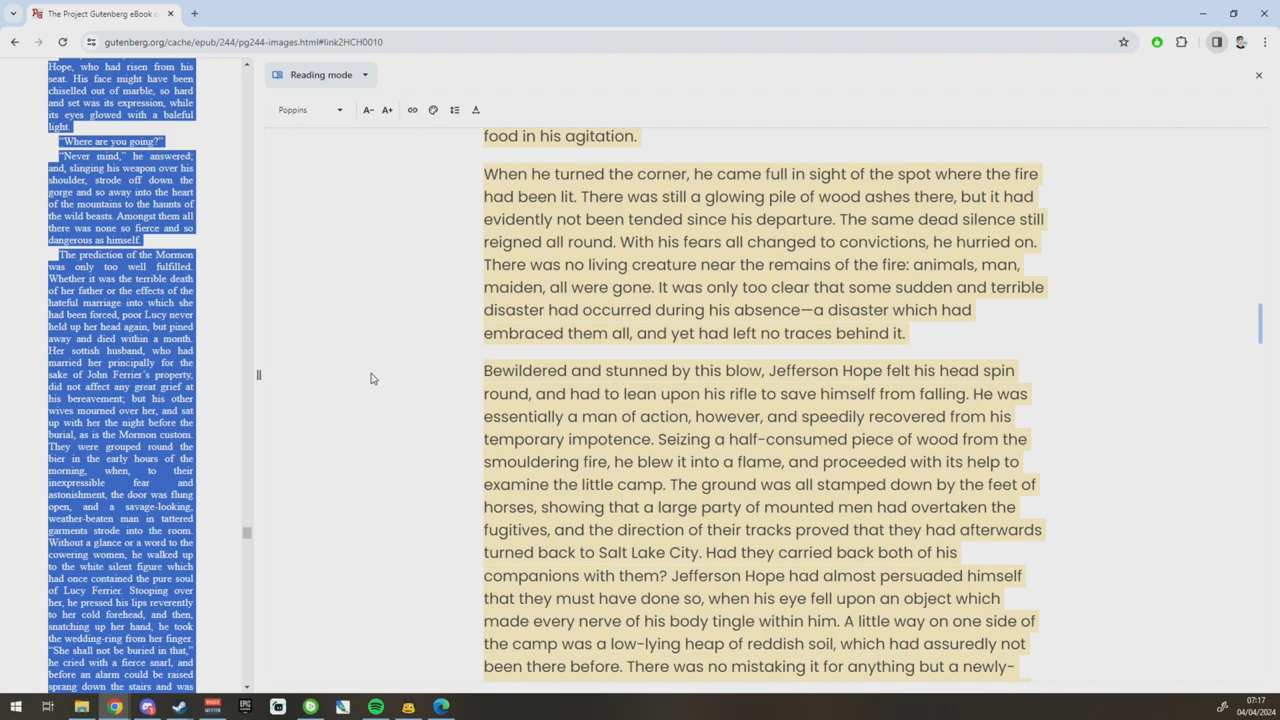 The Project Gutenberg eBook o
gutenberg.org/cache/epub/244/pg244-images.html#link2HCH0010
Hope, who had risen from his
seat. His face might have been
chiselled out of marble, so hard
and set was its expression, while
its eyes glowed with a baleful
light.
“Where are you going?”
“Never mind,” he answered;
and, slinging his weapon over his
shoulder, strode off down the
gorge and so away into the heart
of the mountains to the haunts of
the wild beasts. Amongst them all
there was none so fierce and so
dangerous as himself.
The prediction of the Mormon
was only too well fulfilled.
Whether it was the terrible death
of her father or the effects of the
hateful marriage into which she
had been forced, poor Lucy never
held up her head again, but pined
away and died within a month.
Her sottish husband, who had
married her principally for the
sake of John Ferrier’s property,
did not affect any great grief at
his bereavement; but his other
wives mourned over her, and sat
up with her the night before the
burial, as is the Mormon custom.
They were grouped round the
bier in the early hours of the
morning, when, to their
inexpressible fear and
astonishment, the door was flung
open, and a savage-looking,
weather-beaten man in tattered
garments strode into the room.
Without a glance or a word to the
cowering women, he walked up
to the white silent figure which
had once contained the pure soul
of Lucy Ferrier. Stooping over
her, he pressed his lips reverently
to her cold forehead, and then,
snatching up her hand, he took
the wedding-ring from her finger.
“She shall not be buried in that,”
he cried with a fierce snarl, and
before an alarm could be raised
sprang down the stairs and was
Reading mode
Poppins
food in his agitation.
When he turned the corner, he came full in sight of the spot where the fire
had been lit. There was still a glowing pile of wood ashes there, but it had
evidently not been tended since his departure. The same dead silence still
reigned all round. With his fears all changed to convictions, he hurried on.
There was no living creature near the remains of the fire: animals, man,
maiden, all were gone. It was only too clear that some sudden and terrible
disaster had occurred during his absence—a disaster which had
embraced them all, and yet had left no traces behind it.
Bewildered and stunned by this blow, Jefferson Hope felt his head spin
round, and had to lean upon his rifle to save himself from falling. He was
essentially a man of action, however, and speedily recovered from his
temporary impotence. Seizing a half-consumed piece of wood from the
smouldering fire, he blew it into a flame, and proceeded with its help to
examine the little camp. The ground was all stamped down by the feet of
horses, showing that a large party of mounted men had overtaken the
fugitives, and the direction of their tracks proved that they had afterwards
turned back to Salt Lake City. Had they carried back both of his
companions with them? Jefferson Hope had almost persuaded himself
that they must have done so, when his eye fell upon an object which
made every nerve of his body tingle within him. A little way on one side of
the camp was a low-lying heap of reddish soil, which had assuredly not
been there before. There was no mistaking it for anything but a newly-
07:17
04/04/2024